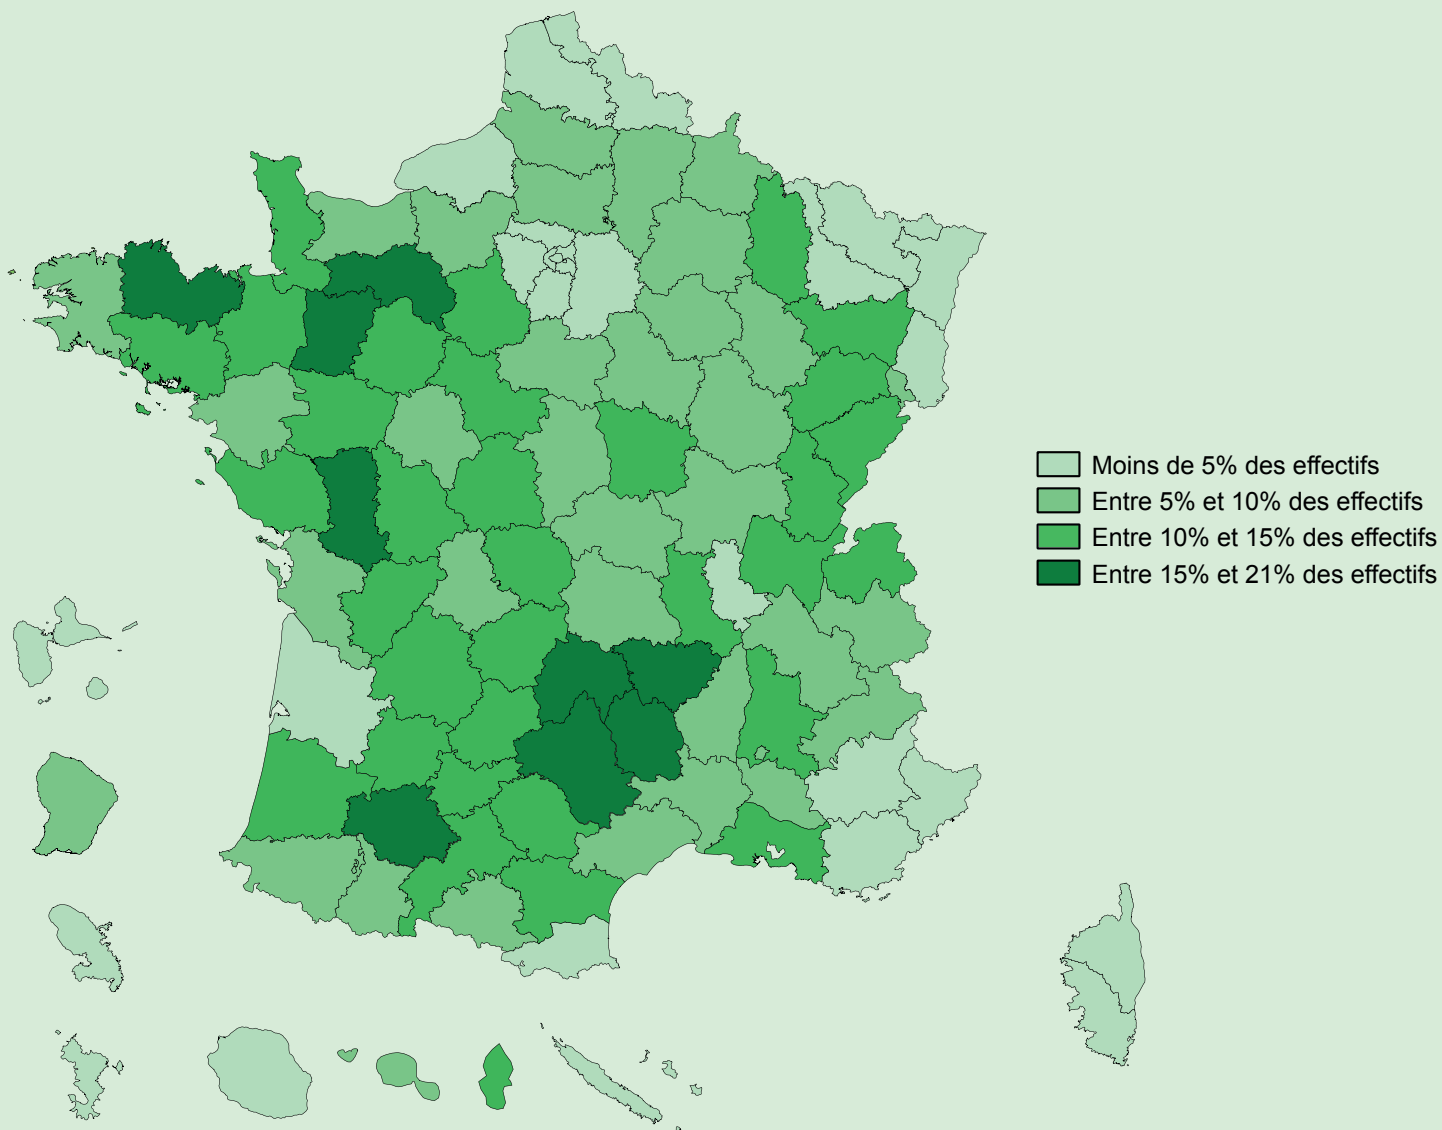 Moins de 5% des effectifs
Entre 5% et 10% des effectifs
Entre 10% et 15% des effectifs
Entre 15% et 21% des effectifs